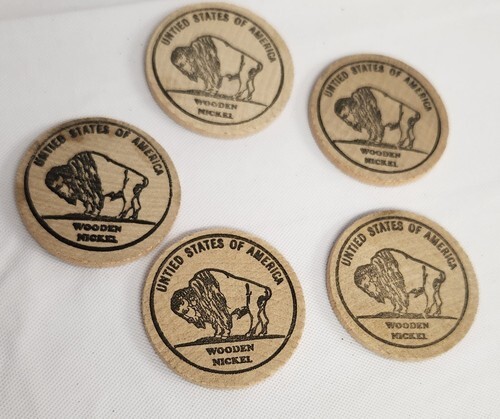 UNTIED STATES OF AMERICA
WOODEN
NICKEL
UNTIED STATES OF AMERICA
WOODEN
NICKEL
UNTIED STATES OF AMERICA
WOODEN
NICKEL
UNTIED STATES OF AMERICA
WOODEN
NICKEL
UNTIED STATES OF AMERICA
WOODEN
NICKEL